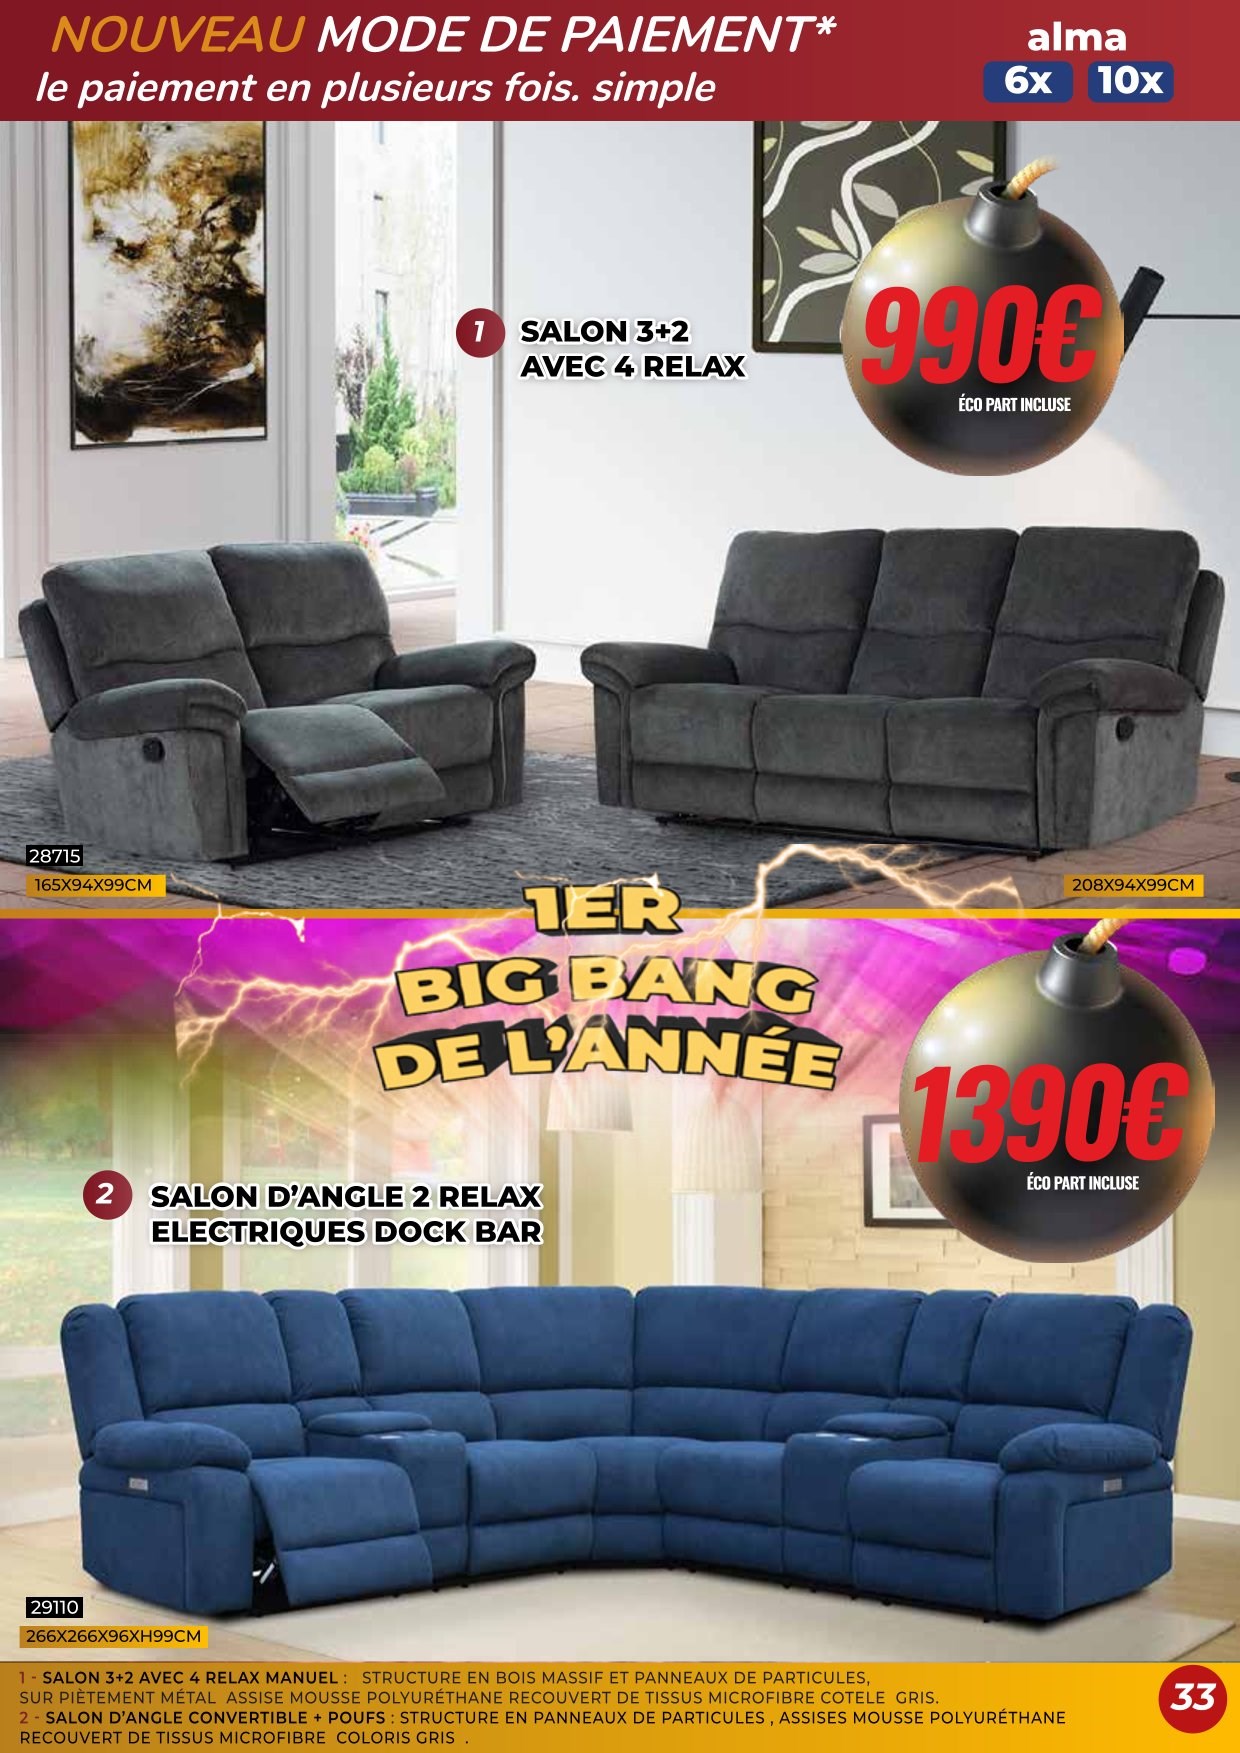 NOUVEAU MODE DE PAIEMENT*
le paiement en plusieurs fois. simple
alma
6x 10x
1
SALON 3+2
AVEC 4 RELAX
990€
ÉCO PART INCLUSE
28715
165X94X99CM
208X94X99CM
1ER
BIG BANG
DE L'ANNÉE
1390€
ÉCO PART INCLUSE
2
SALON D'ANGLE 2 RELAX
ELECTRIQUES DOCK BAR
29110
266X266X96XH99CM
1 - SALON 3+2 AVEC 4 RELAX MANUEL : STRUCTURE EN BOIS MASSIF ET PANNEAUX DE PARTICULES,
SUR PIÈTEMENT MÉTAL ASSISE MOUSSE POLYURÉTHANE RECOUVERT DE TISSUS MICROFIBRE COTELE GRIS.
2 - SALON D'ANGLE CONVERTIBLE + POUFS : STRUCTURE EN PANNEAUX DE PARTICULES , ASSISES MOUSSE POLYURÉTHANE
RECOUVERT DE TISSUS MICROFIBRE COLORIS GRIS .
33